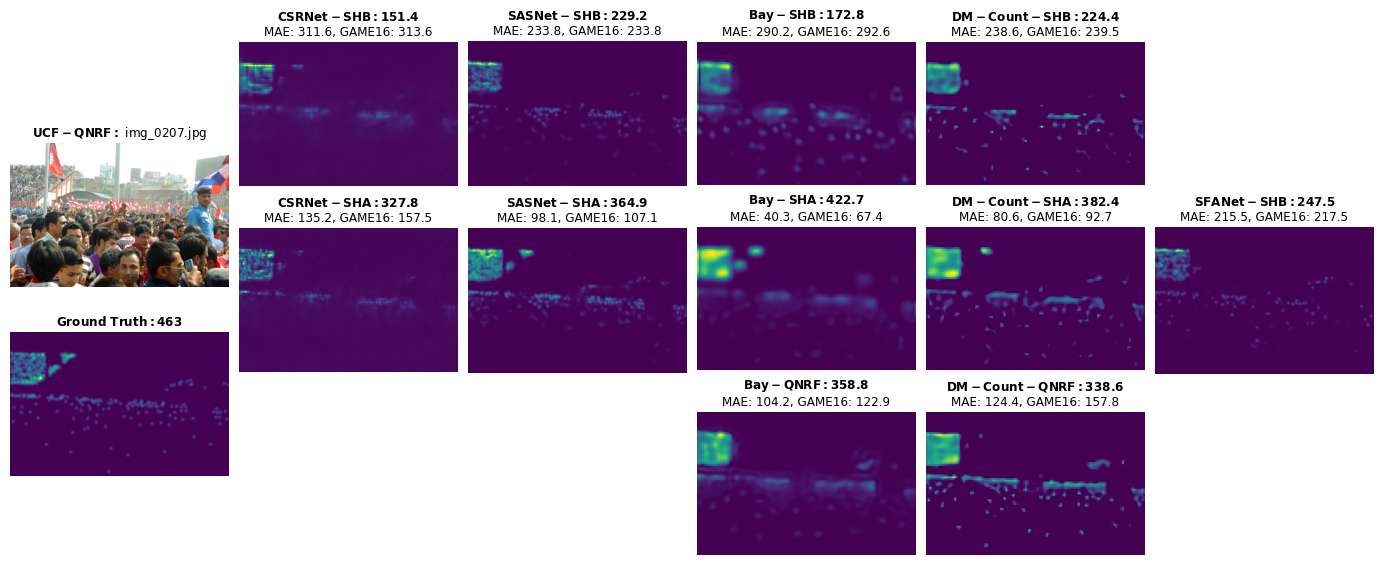 CSRNet − SHB : 151.4
MAE: 311.6, GAME16: 313.6
SASNet − SHB : 229.2
MAE: 233.8, GAME16: 233.8
Bay − SHB : 172.8
MAE: 290.2, GAME16: 292.6
DM − Count − SHB : 224.4
MAE: 238.6, GAME16: 239.5
UCF − QNRF : img_0207.jpg
CSRNet − SHA : 327.8
MAE: 135.2, GAME16: 157.5
SASNet − SHA : 364.9
MAE: 98.1, GAME16: 107.1
Bay − SHA : 422.7
MAE: 40.3, GAME16: 67.4
DM − Count − SHA : 382.4
MAE: 80.6, GAME16: 92.7
SFANet − SHB : 247.5
MAE: 215.5, GAME16: 217.5
Ground Truth : 463
Bay − QNRF : 358.8
MAE: 104.2, GAME16: 122.9
DM − Count − QNRF : 338.6
MAE: 124.4, GAME16: 157.8